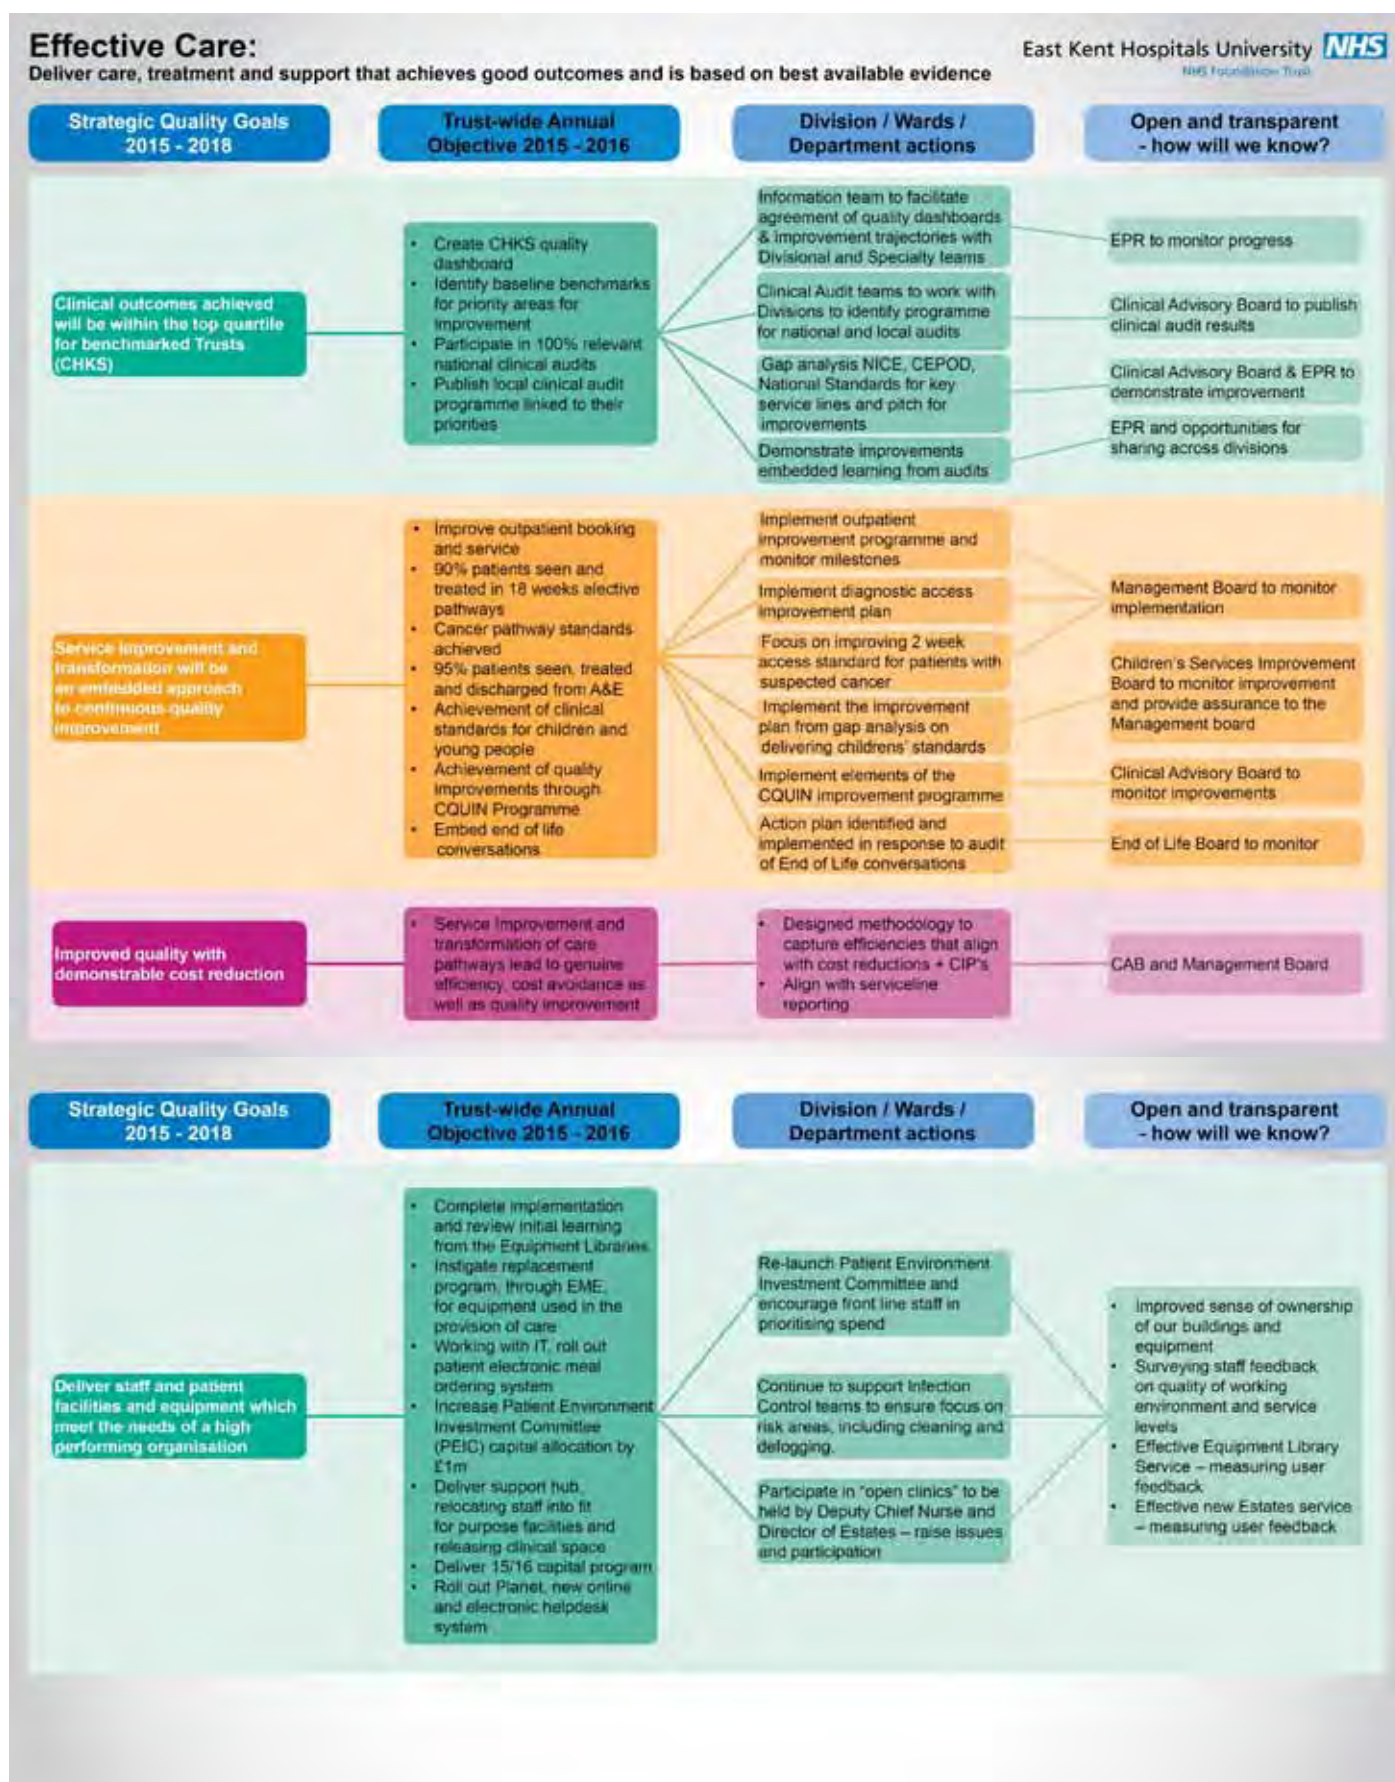 Effective Care:
Deliver care, treatment and support that achieves good outcomes and is based on best available evidence
East Kent Hospitals University NHS
NHS Foundation Trust
Strategic Quality Goals
2015 - 2018
Trust-wide Annual
Objective 2015 - 2016
Division / Wards /
Department actions
Open and transparent
- how will we know?
Clinical outcomes achieved
will be within the top quartile
for benchmarked Trusts
(CHKS)
• Create CHKS quality
dashboard
• Identify baseline benchmarks
for priority areas for
improvement
• Participate in 100% relevant
national clinical audits
• Publish local clinical audit
programme linked to their
priorities
Information team to facilitate
agreement of quality dashboards
& improvement trajectories with
Divisional and Specialty teams
Clinical Audit teams to work with
Divisions to identify programme
for national and local audits
Gap analysis NICE, CEPOD,
National Standards for key
service lines and pitch for
improvements
Demonstrate improvements
embedded learning from audits
EPR to monitor progress
Clinical Advisory Board to publish
clinical audit results
Clinical Advisory Board & EPR to
demonstrate improvement
EPR and opportunities for
sharing across divisions
Service improvement and
transformation will be
an embedded approach
to continuous quality
improvement
• Improve outpatient booking
and service
• 90% patients seen and
treated in 18 weeks elective
pathways
• Cancer pathway standards
achieved
• 95% patients seen, treated
and discharged from A&E
• Achievement of clinical
standards for children and
young people
• Achievement of quality
improvements through
CQUIN Programme
• Embed end of life
conversations
Implement outpatient
improvement programme and
monitor milestones
Implement diagnostic access
improvement plan
Focus on improving 2 week
access standard for patients with
suspected cancer
Implement the improvement
plan from gap analysis on
delivering childrens' standards
Implement elements of the
CQUIN improvement programme
Action plan identified and
implemented in response to audit
of End of Life conversations
Management Board to monitor
implementation
Children's Services Improvement
Board to monitor improvement
and provide assurance to the
Management board
Clinical Advisory Board to
monitor improvements
End of Life Board to monitor
Improved quality with
demonstrable cost reduction
• Service Improvement and
transformation of care
pathways lead to genuine
efficiency, cost avoidance as
well as quality improvement
• Designed methodology to
capture efficiencies that align
with cost reductions + CIP's
• Align with serviceline
reporting
CAB and Management Board
Strategic Quality Goals
2015 - 2018
Trust-wide Annual
Objective 2015 - 2016
Division / Wards /
Department actions
Open and transparent
- how will we know?
Deliver staff and patient
facilities and equipment which
meet the needs of a high
performing organisation
• Complete implementation
and review initial learning
from the Equipment Libraries
• Instigate replacement
program, through EME,
for equipment used in the
provision of care
• Working with IT, roll out
patient electronic meal
ordering system
• Increase Patient Environment
Investment Committee
(PEIC) capital allocation by
£1m
• Deliver support hub,
relocating staff into fit
for purpose facilities and
releasing clinical space
• Deliver 15/16 capital program
• Roll out Planet, new online
and electronic helpdesk
system
Re-launch Patient Environment
Investment Committee and
encourage front line staff in
prioritising spend
Continue to support Infection
Control teams to ensure focus on
risk areas, including cleaning and
defogging.
Participate in "open clinics" to be
held by Deputy Chief Nurse and
Director of Estates – raise issues
and participation
• Improved sense of ownership
of our buildings and
equipment
• Surveying staff feedback
on quality of working
environment and service
levels
• Effective Equipment Library
Service – measuring user
feedback
• Effective new Estates service
– measuring user feedback